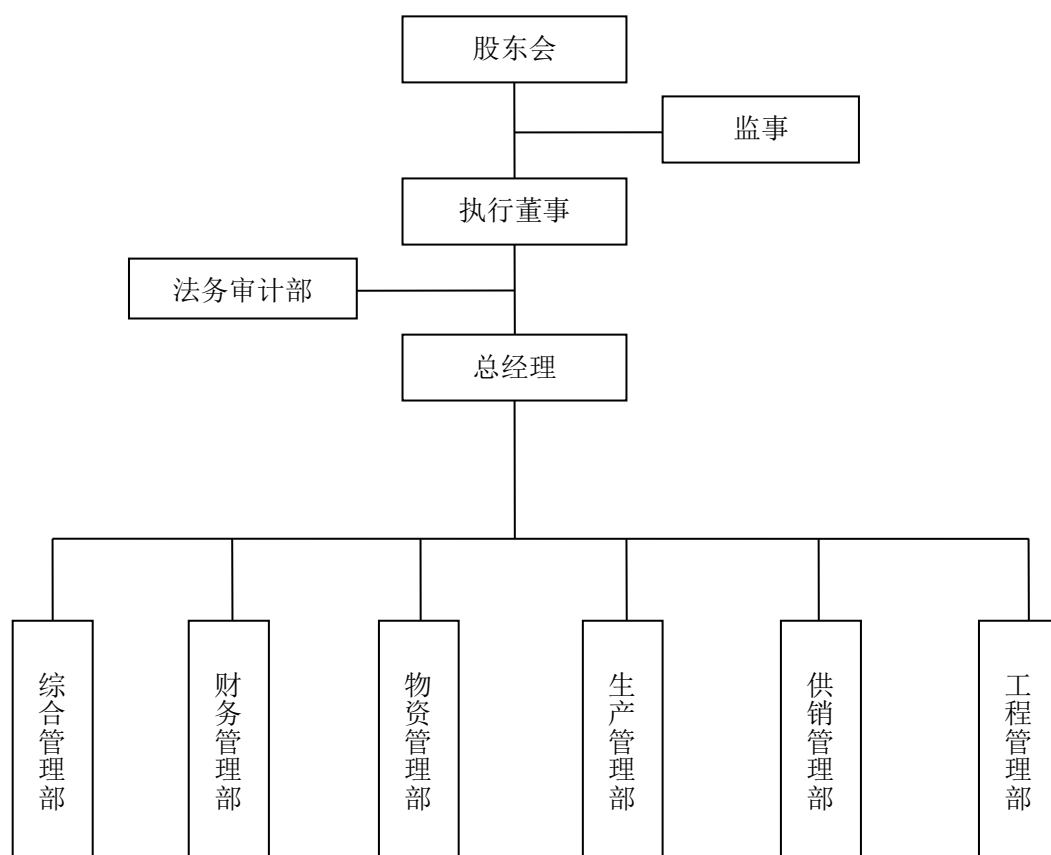 股东会
监事
执行董事
法务审计部
总经理
综合管理部
财务管理部
物资管理部
生产管理部
供销管理部
工程管理部